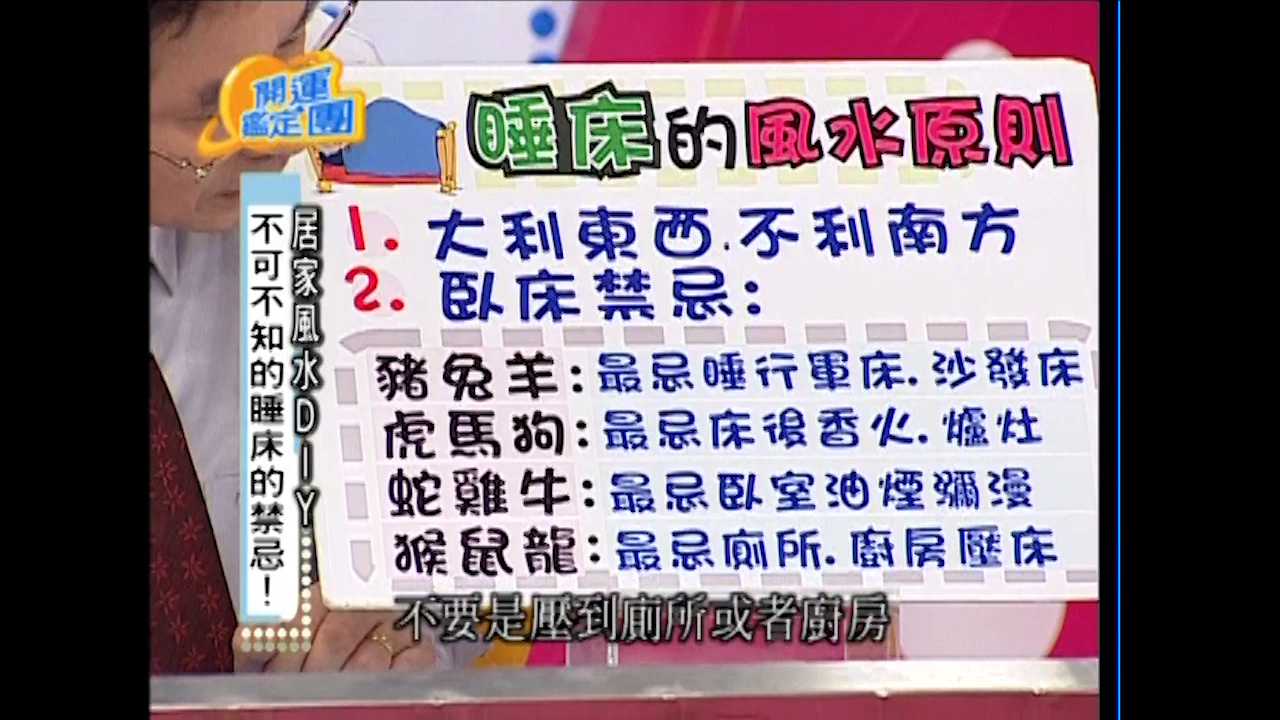 開運
鑑定團
睡床的風水原則
1. 大利東西.不利南方
2. 臥床禁忌:
豬兔羊:最忌睡行軍床.沙發床
虎馬狗:最忌床後香火.爐灶
蛇雞牛:最忌臥室油煙瀰漫
猴鼠龍:最忌廁所.廚房壓床
居家風水DIY
不可不知的睡床的禁忌!
不要是壓到廁所或者廚房